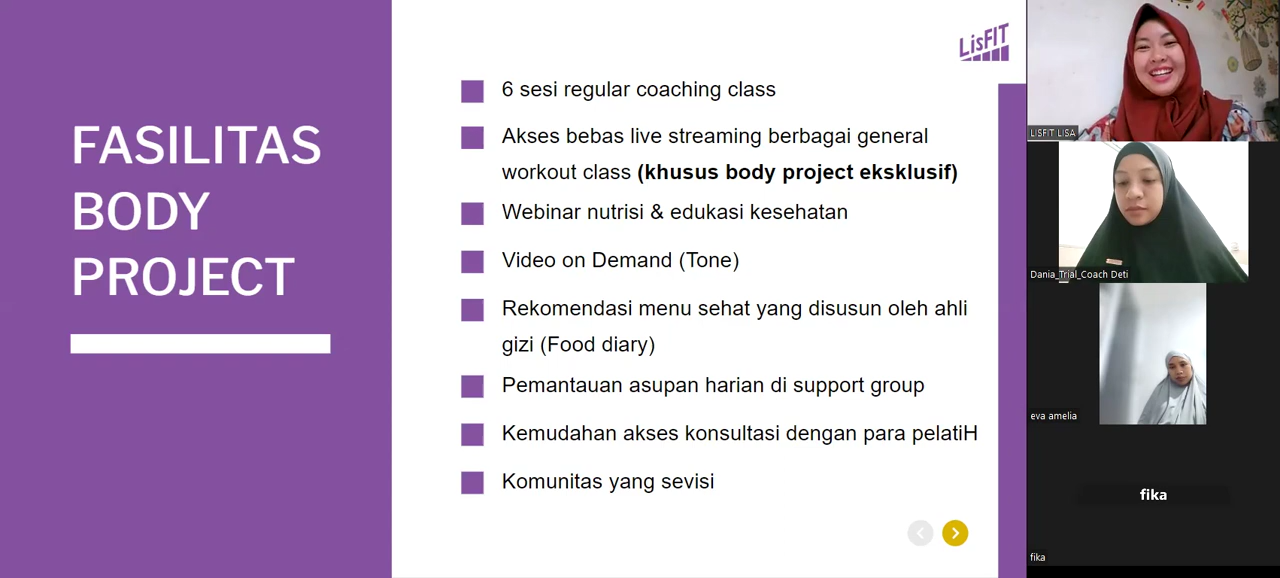 FASILITAS
BODY
PROJECT
LisFIT
6 sesi regular coaching class
Akses bebas live streaming berbagai general
workout class (khusus body project eksklusif)
Webinar nutrisi & edukasi kesehatan
Video on Demand (Tone)
Rekomendasi menu sehat yang disusun oleh ahli
gizi (Food diary)
Pemantauan asupan harian di support group
Kemudahan akses konsultasi dengan para pelatiH
Komunitas yang sevisi
LISFIT LISA
Dania_Trial_Coach Deti
eva amelia
fika
fika